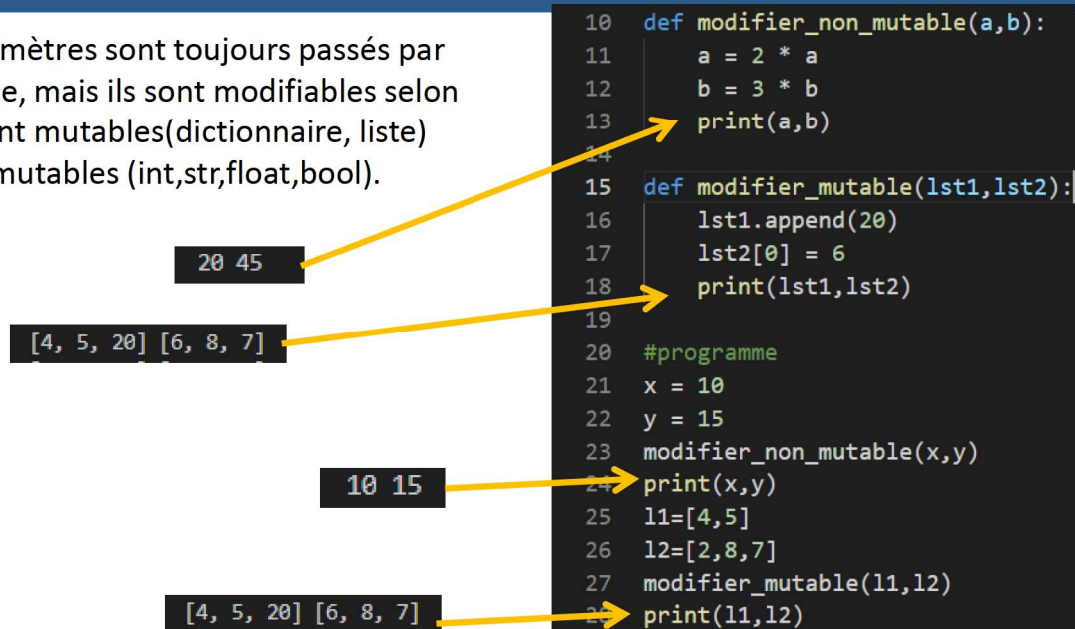 mètres sont toujours passés par
e, mais ils sont modifiables selon
nt mutables(dictionnaire, liste)
mutables (int,str,float,bool).
20 45
[4, 5, 20] [6, 8, 7]
10 15
[4, 5, 20] [6, 8, 7]
10 def modifier_non_mutable(a,b):
11 a = 2 * a
12 b = 3 * b
13 print(a,b)
14
15 def modifier_mutable(lst1,lst2):
16 lst1.append(20)
17 lst2[0] = 6
18 print(lst1,lst2)
19
20 #programme
21 x = 10
22 y = 15
23 modifier_non_mutable(x,y)
24 print(x,y)
25 l1=[4,5]
26 l2=[2,8,7]
27 modifier_mutable(l1,l2)
28 print(l1,l2)